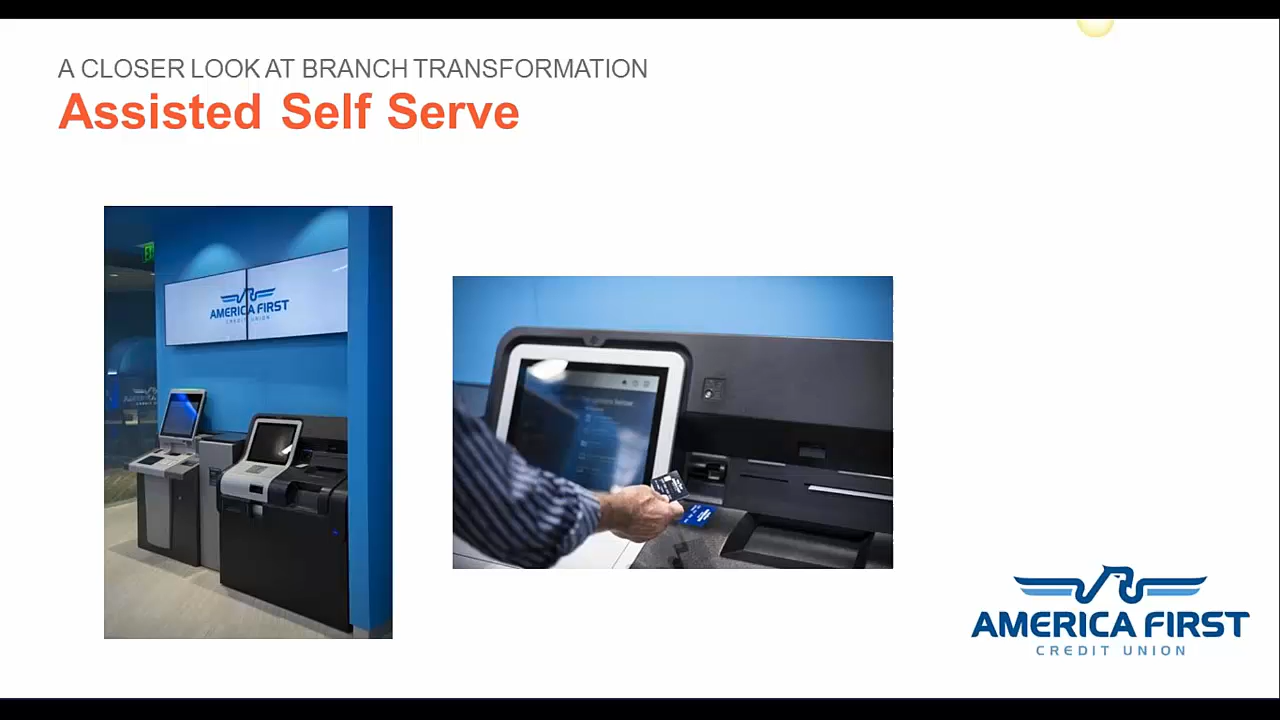 A CLOSER LOOK AT BRANCH TRANSFORMATION
Assisted Self Serve
AMERICA FIRST
CREDIT UNION
AMERICA FIRST
CREDIT UNION